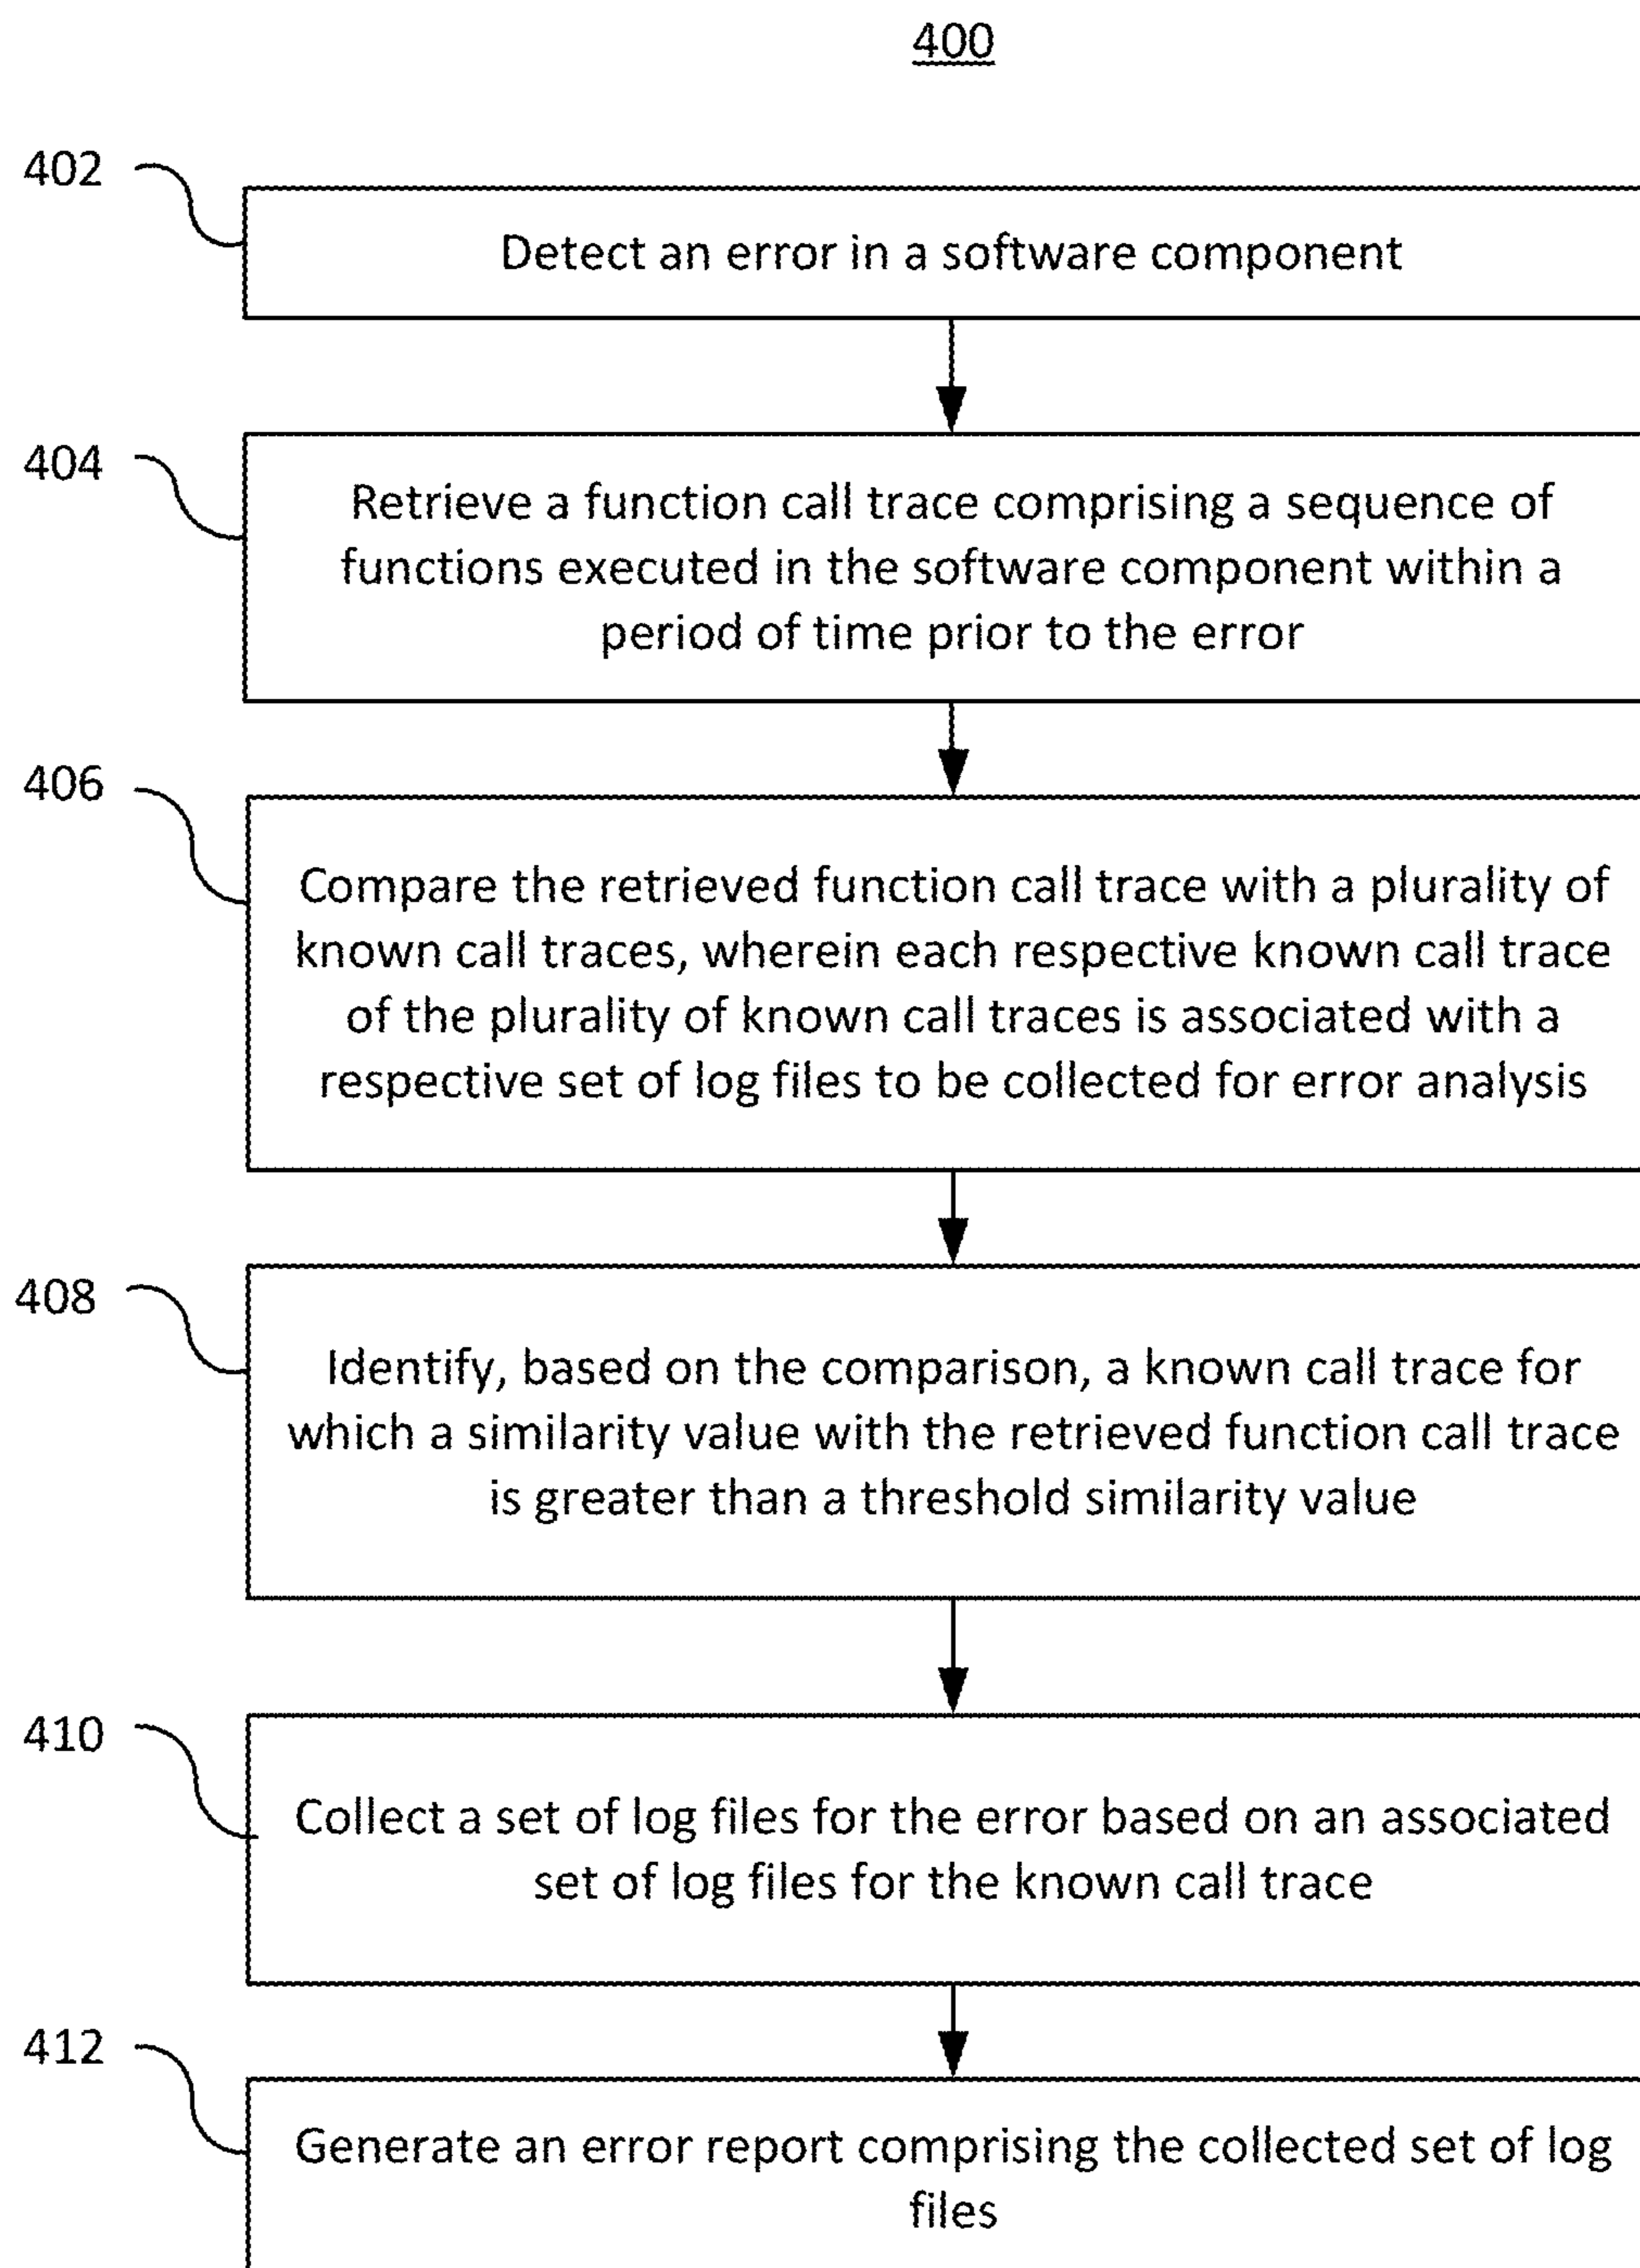 400
402
Detect an error in a software component
404
Retrieve a function call trace comprising a sequence of
functions executed in the software component within a
period of time prior to the error
406
Compare the retrieved function call trace with a plurality of
known call traces, wherein each respective known call trace
of the plurality of known call traces is associated with a
respective set of log files to be collected for error analysis
408
Identify, based on the comparison, a known call trace for
which a similarity value with the retrieved function call trace
is greater than a threshold similarity value
410
Collect a set of log files for the error based on an associated
set of log files for the known call trace
412
Generate an error report comprising the collected set of log
files